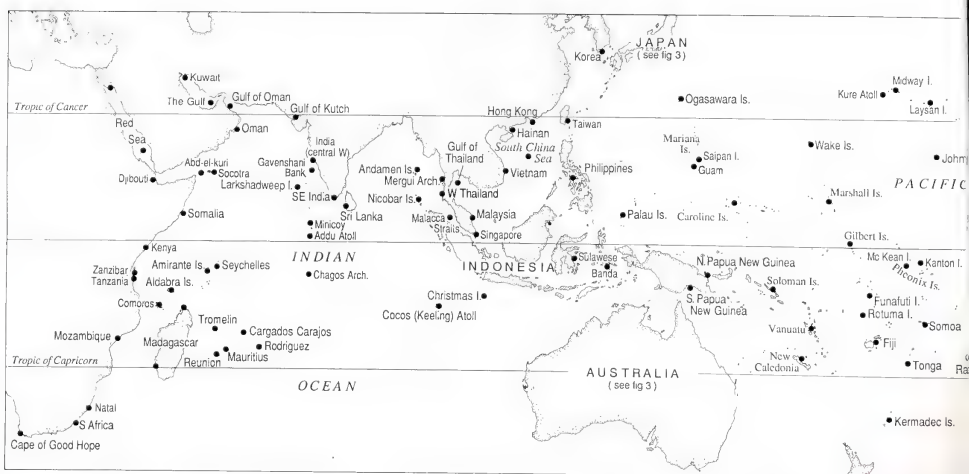 JAPAN
(see fig 3)
Korea
Kuwait
Midway I.
Kure Atoll
Laysan I.
The Gulf
Gulf of Oman
Ogasawara Is.
Tropic of Cancer
Gulf of Kutch
Hong Kong
Taiwan
Red
Sea
Oman
Hainan
India
(central W)
South China
Sea
Gulf of
Thailand
Mariana
Is.
Saipan I.
Guam
Wake I.
John
Abd-el-kuri
Socotra
Gavenshani
Bank
Andamen Is.
Mergui Arch.
Vietnam
Philippines
Djibouti
Larkshadweep I.
SE India
Nicobar Is.
W Thailand
PACIFIC
Marshall Is.
Sri Lanka
Malacca
Straits
Malaysia
Palau Is.
Caroline Is.
Somalia
Minicoy
Addu Atoll
Singapore
Gilbert Is.
Kenya
INDIAN
INDONESIA
Sulawese
Banda
N.Papua New Guinea
Mc Kean I.
Kanton I.
Phconix Is.
Zanzibar
Tanzania
Amirante Is
Seychelles
Aldabra Is.
Chagos Arch.
Christmas I.
Cocos (Keeling) Atoll
S. Papua
New Guinea
Soloman Is.
Funafuti I.
Rotuma I.
Comoros
Somoa
Mozambique
Madagascar
Tromelin
Cargados Carajos
Rodriguez
Mauritius
Reunion
Vanuatu
Fiji
New
Caledonia
Tonga
Ra
Tropic of Capricorn
OCEAN
AUSTRALIA
(see fig 3)
Natal
S Africa
Cape of Good Hope
Kermadec Is.